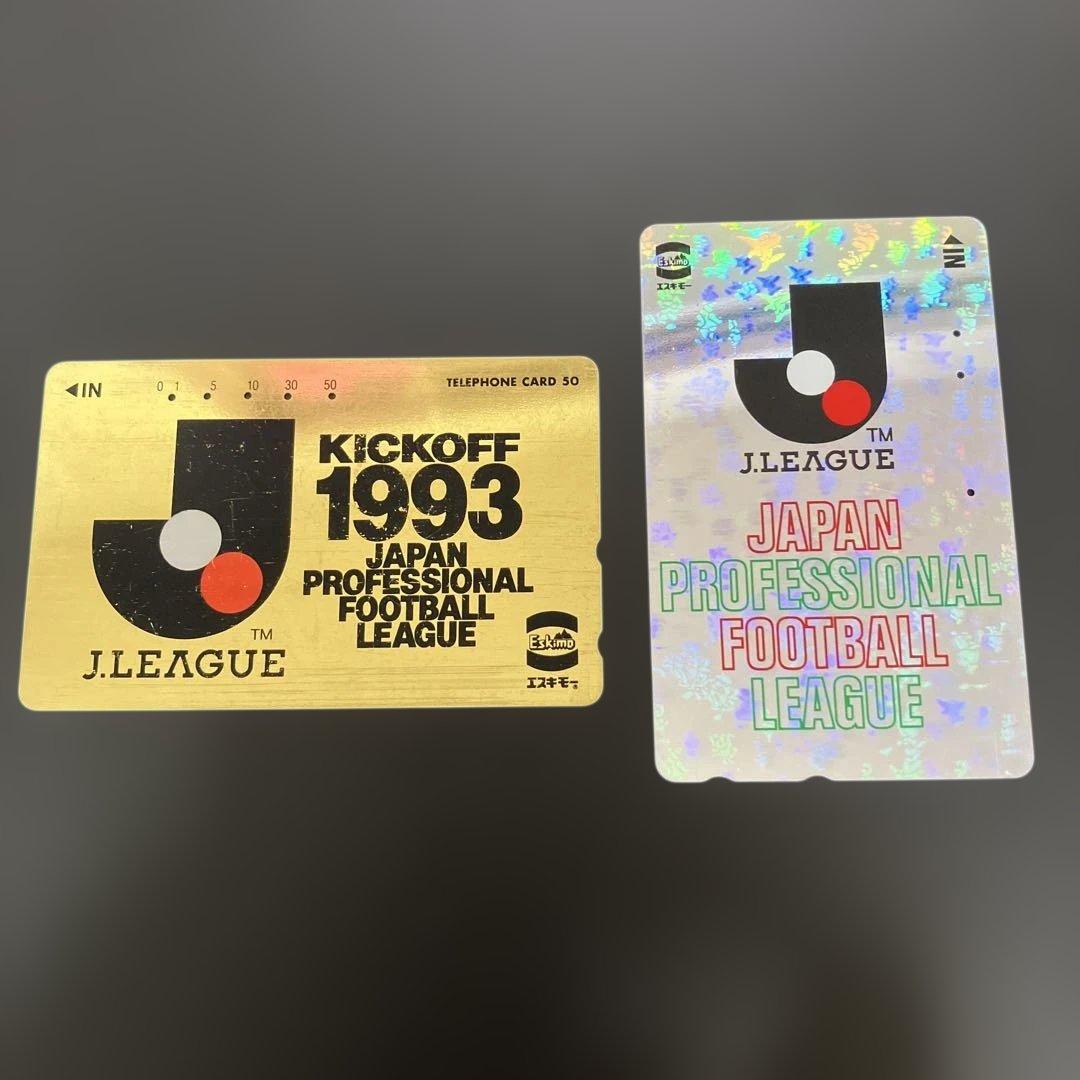 ◀IN 0 1 5 10 30 50 TELEPHONE CARD 50
KICKOFF
1993
JAPAN
PROFESSIONAL
FOOTBALL
LEAGUE
TM
J.LEAGUE
Eskimo
エスキモー®
Eskimo
エスキモー
◀IN
TM
J.LEAGUE
JAPAN
PROFESSIONAL
FOOTBALL
LEAGUE